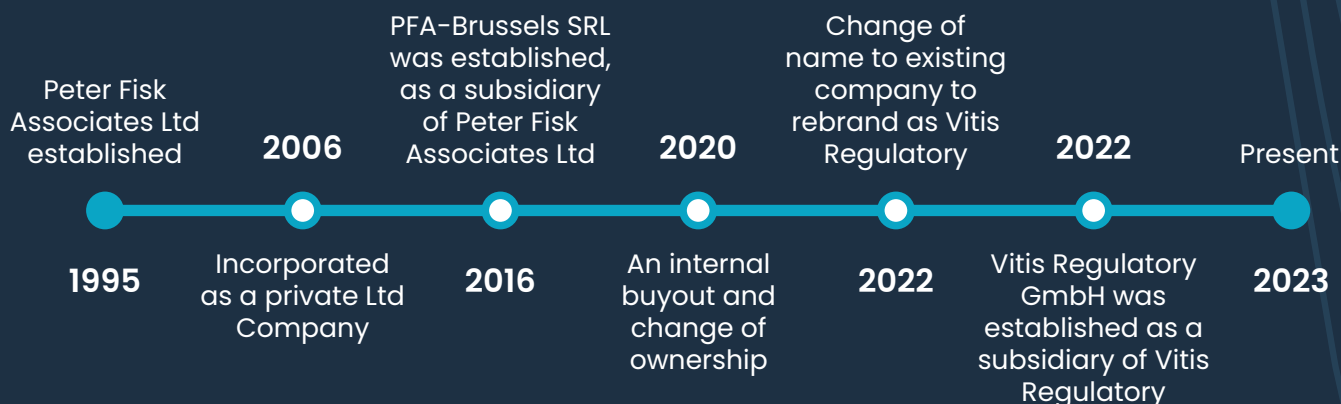 Peter Fisk
Associates Ltd
established
1995
2006
Incorporated
as a private Ltd
Company
PFA-Brussels SRL
was established,
as a subsidiary
of Peter Fisk
Associates Ltd
2016
2020
An internal
buyout and
change of
ownership
Change of
name to existing
company to
rebrand as Vitis
Regulatory
2022
2022
Vitis Regulatory
GmbH was
established as a
subsidiary of Vitis
Regulatory
Present
2023